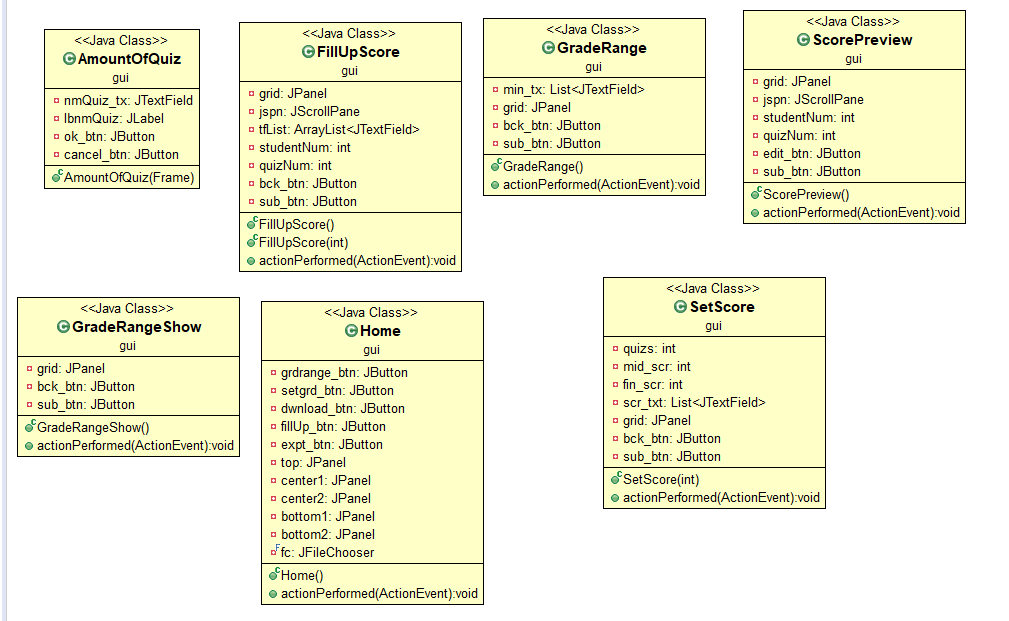 <<Java Class>>
AmountOfQuiz
gui
nmQuiz_tx: JTextField
lbnmQuiz: JLabel
ok_btn: JButton
cancel_btn: JButton
AmountOfQuiz(Frame)
<<Java Class>>
FillUpScore
gui
grid: JPanel
jspn: JScrollPane
tfList: ArrayList<JTextField>
studentNum: int
quizNum: int
bck_btn: JButton
sub_btn: JButton
FillUpScore()
FillUpScore(int)
actionPerformed(ActionEvent):void
<<Java Class>>
GradeRange
gui
min_tx: List<JTextField>
grid: JPanel
bck_btn: JButton
sub_btn: JButton
GradeRange()
actionPerformed(ActionEvent):void
<<Java Class>>
ScorePreview
gui
grid: JPanel
jspn: JScrollPane
studentNum: int
quizNum: int
edit_btn: JButton
sub_btn: JButton
ScorePreview()
actionPerformed(ActionEvent):void
<<Java Class>>
GradeRangeShow
gui
grid: JPanel
bck_btn: JButton
sub_btn: JButton
GradeRangeShow()
actionPerformed(ActionEvent):void
<<Java Class>>
Home
gui
grdrange_btn: JButton
setgrd_btn: JButton
dwnload_btn: JButton
fillUp_btn: JButton
expt_btn: JButton
top: JPanel
center1: JPanel
center2: JPanel
bottom1: JPanel
bottom2: JPanel
fc: JFileChooser
Home()
actionPerformed(ActionEvent):void
<<Java Class>>
SetScore
gui
quizs: int
mid_scr: int
fin_scr: int
scr_txt: List<JTextField>
grid: JPanel
bck_btn: JButton
sub_btn: JButton
SetScore(int)
actionPerformed(ActionEvent):void